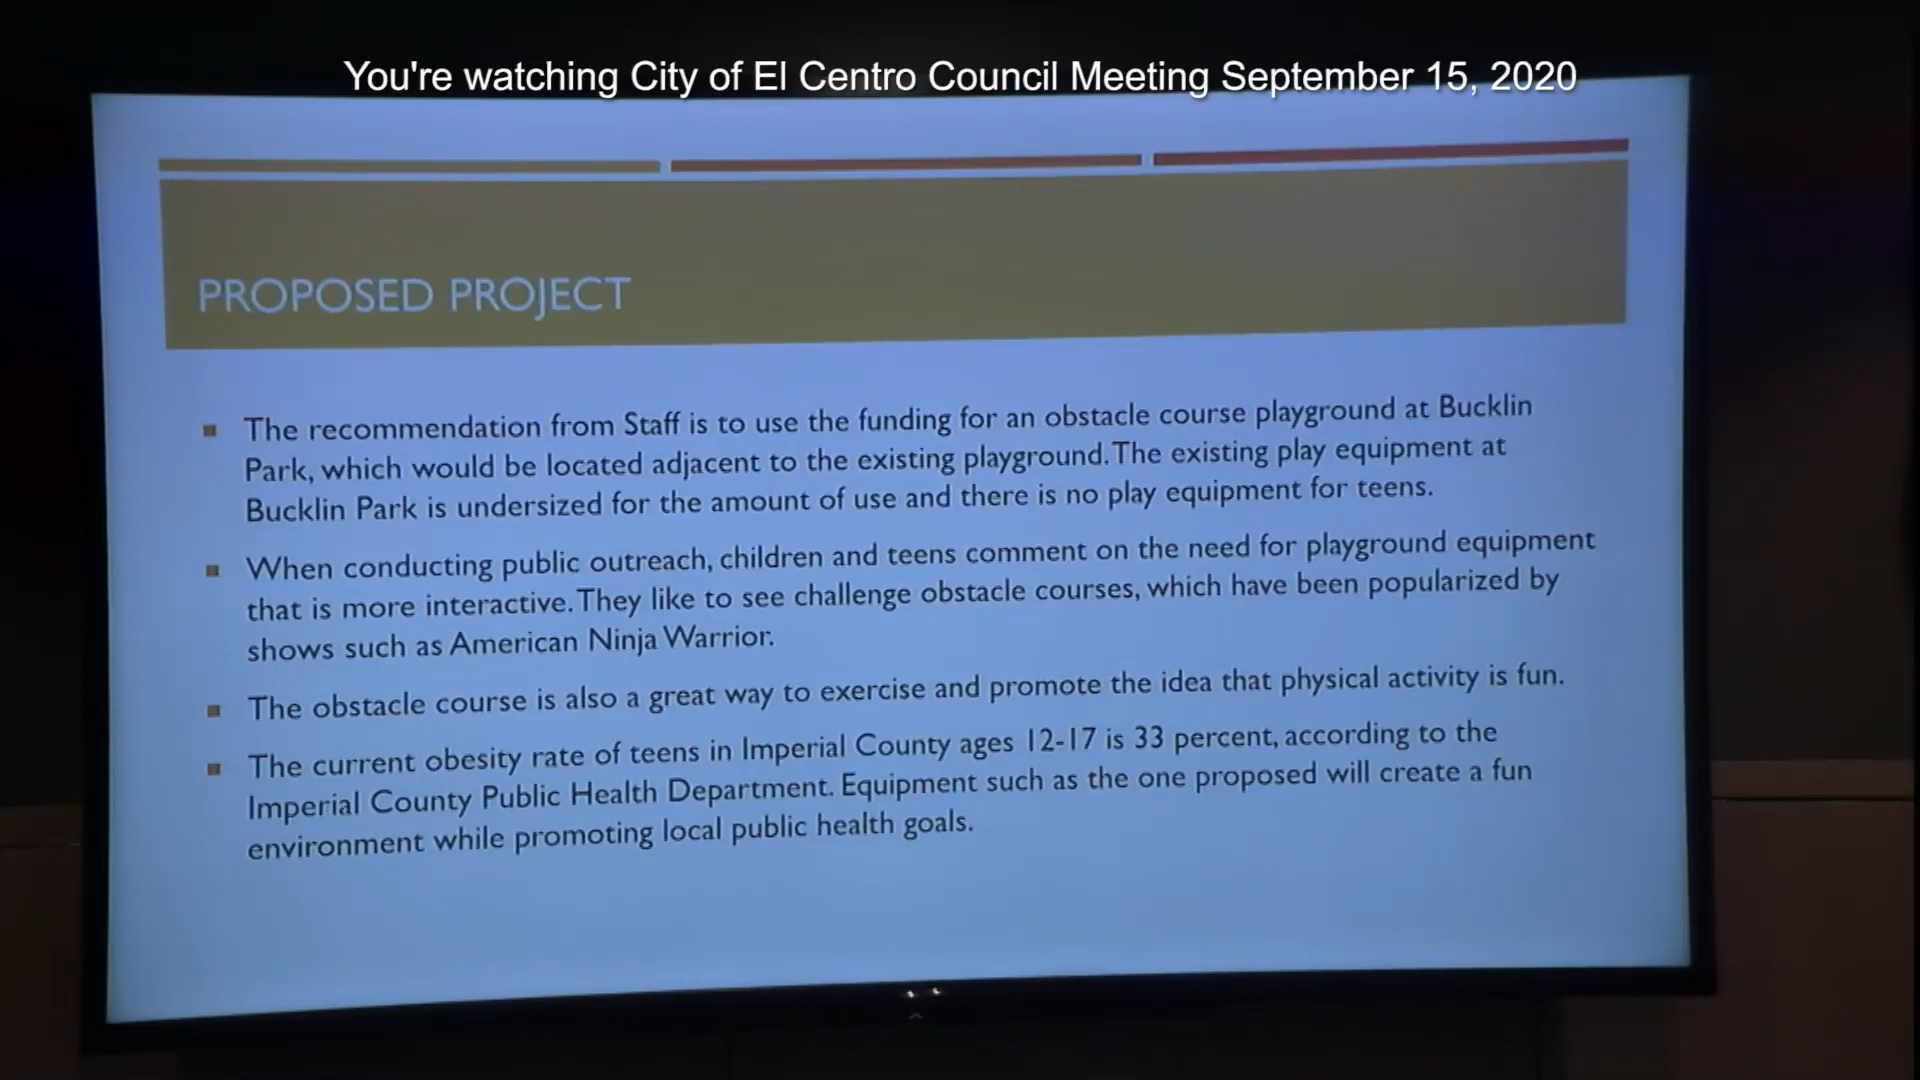 You're watching City of El Centro Council Meeting September 15, 2020
PROPOSED PROJECT
The recommendation from Staff is to use the funding for an obstacle course playground at Bucklin
Park, which would be located adjacent to the existing playground. The existing play equipment at
Bucklin Park is undersized for the amount of use and there is no play equipment for teens.
When conducting public outreach, children and teens comment on the need for playground equipment
that is more interactive. They like to see challenge obstacle courses, which have been popularized by
shows such as American Ninja Warrior.
The obstacle course is also a great way to exercise and promote the idea that physical activity is fun.
The current obesity rate of teens in Imperial County ages 12-17 is 33 percent, according to the
Imperial County Public Health Department. Equipment such as the one proposed will create a fun
environment while promoting local public health goals.